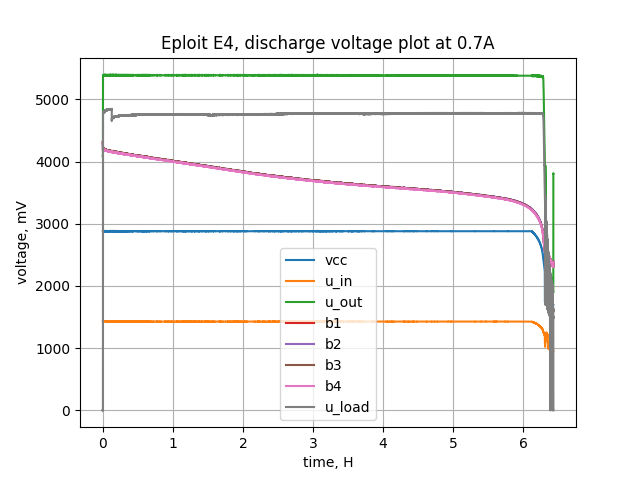 Eploit E4, discharge voltage plot at 0.7A
voltage, mV
5000
4000
3000
2000
1000
0
vcc
u_in
u_out
b1
b2
b3
b4
u_load
0 1 2 3 4 5 6
time, H